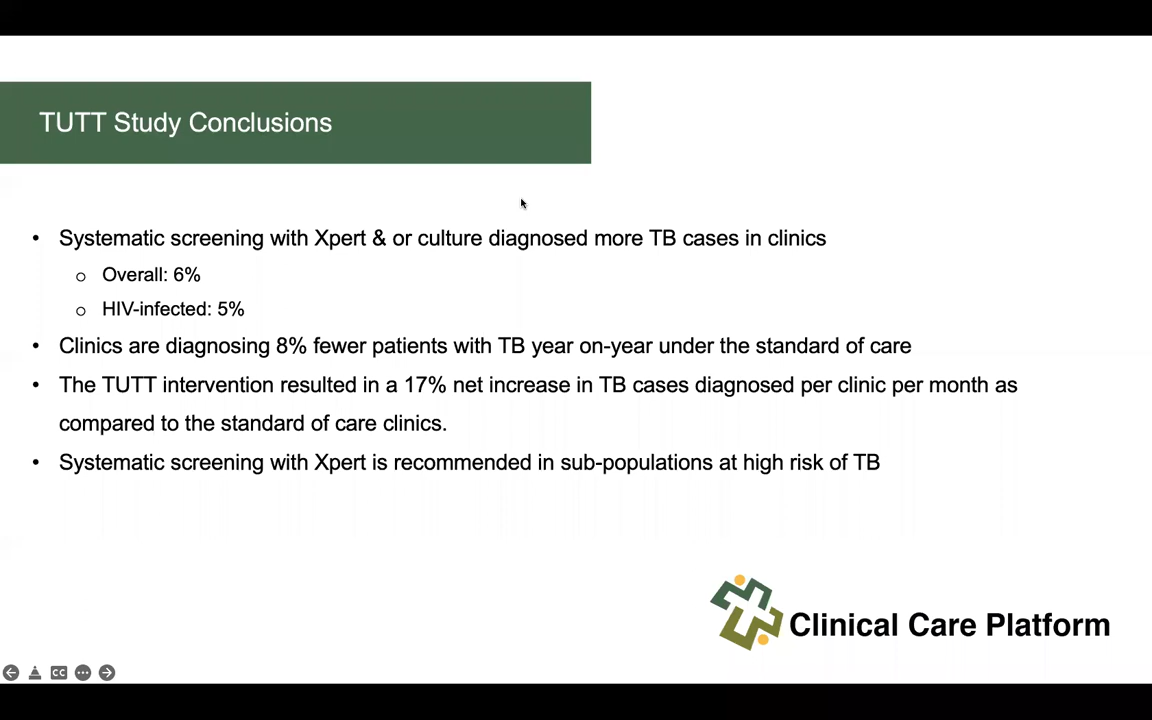 TUTT Study Conclusions
• Systematic screening with Xpert & or culture diagnosed more TB cases in clinics
o Overall: 6%
o HIV-infected: 5%
• Clinics are diagnosing 8% fewer patients with TB year on-year under the standard of care
• The TUTT intervention resulted in a 17% net increase in TB cases diagnosed per clinic per month as
compared to the standard of care clinics.
• Systematic screening with Xpert is recommended in sub-populations at high risk of TB
Clinical Care Platform
CC